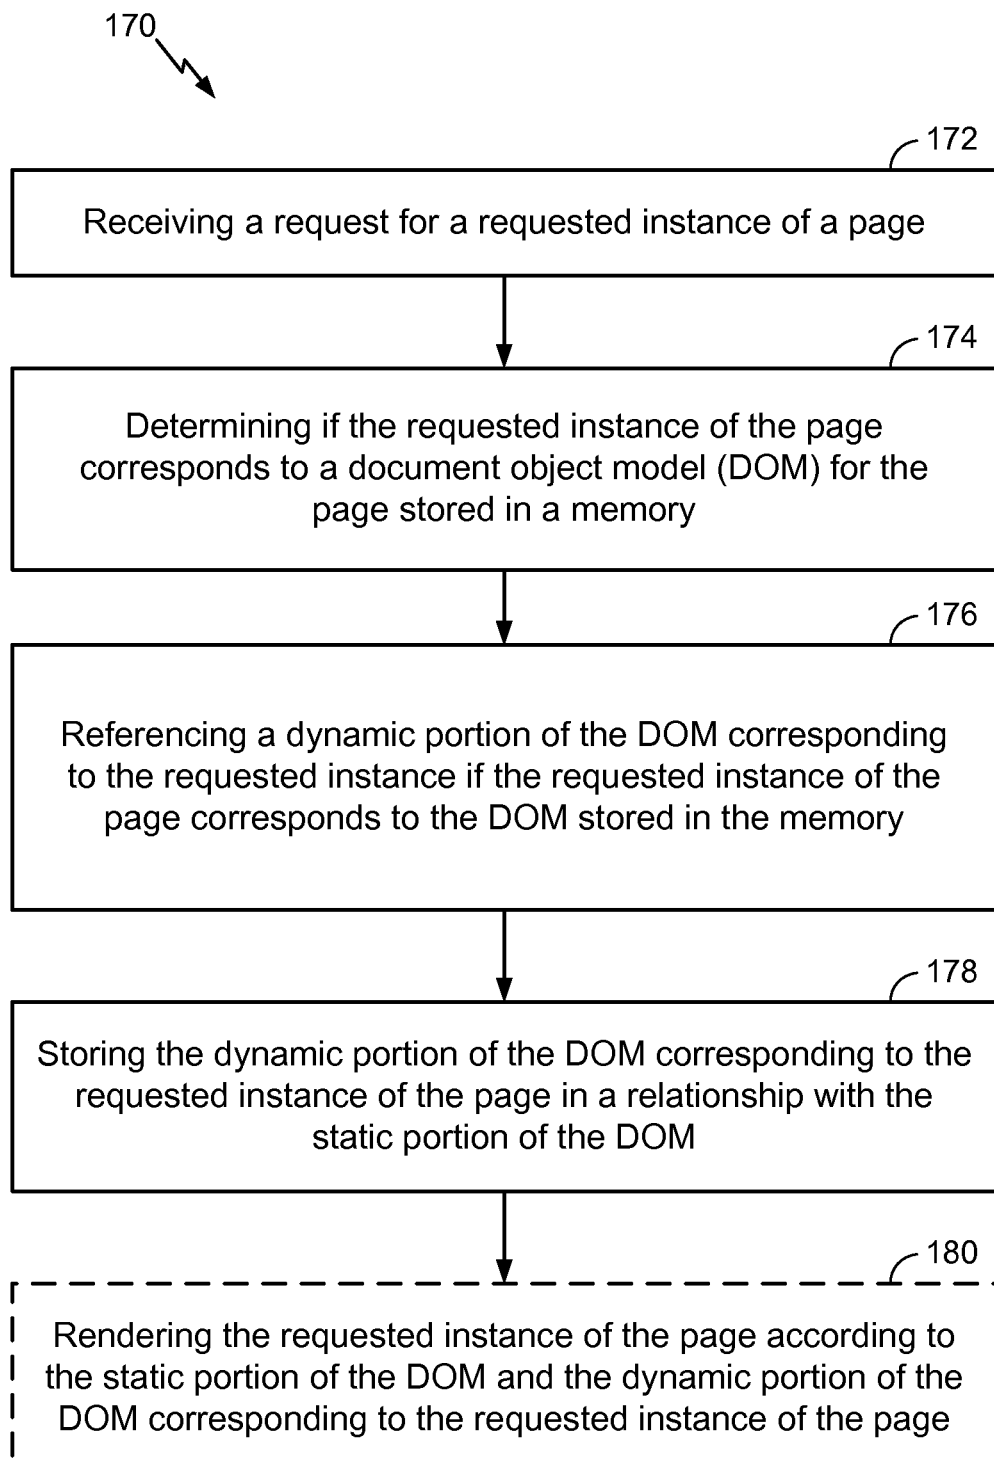 170
172
Receiving a request for a requested instance of a page
174
Determining if the requested instance of the page
corresponds to a document object model (DOM) for the
page stored in a memory
176
Referencing a dynamic portion of the DOM corresponding
to the requested instance if the requested instance of the
page corresponds to the DOM stored in the memory
178
Storing the dynamic portion of the DOM corresponding to the
requested instance of the page in a relationship with the
static portion of the DOM
180
Rendering the requested instance of the page according to
the static portion of the DOM and the dynamic portion of the
DOM corresponding to the requested instance of the page